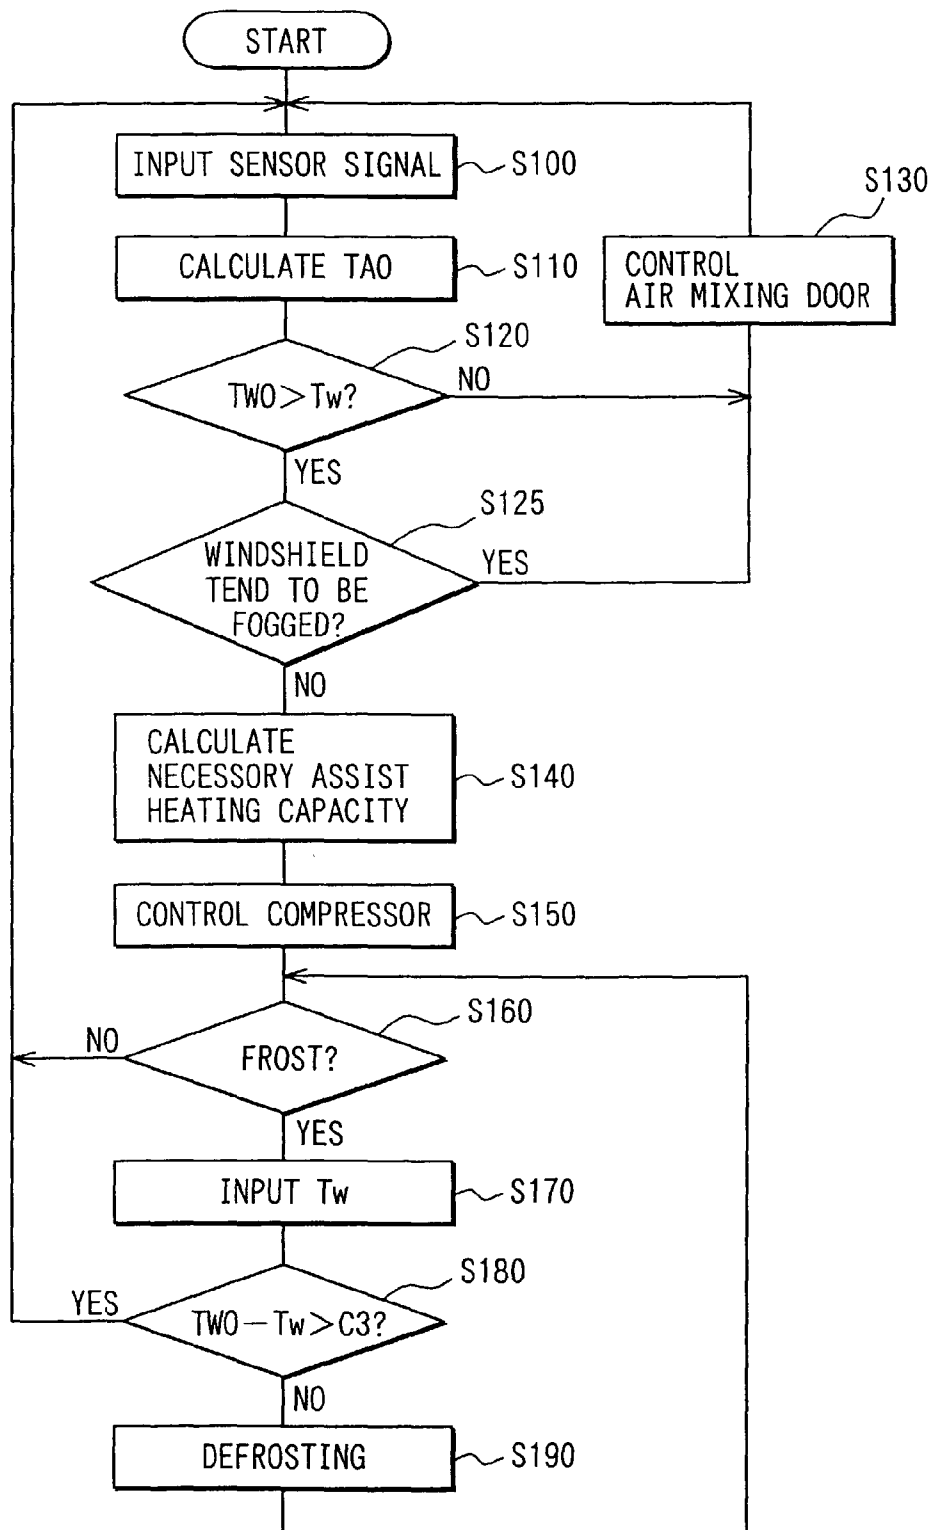 START
INPUT SENSOR SIGNAL
S100
S130
CALCULATE TAO
S110
CONTROL
AIR MIXING DOOR
S120
TWO>Tw?
NO
YES
S125
WINDSHIELD
TEND TO BE
FOGGED?
YES
NO
CALCULATE
NECESSARY ASSIST
HEATING CAPACITY
S140
CONTROL COMPRESSOR
S150
S160
NO
FROST?
YES
INPUT Tw
S170
S180
YES
TWO-Tw>C3?
NO
DEFROSTING
S190